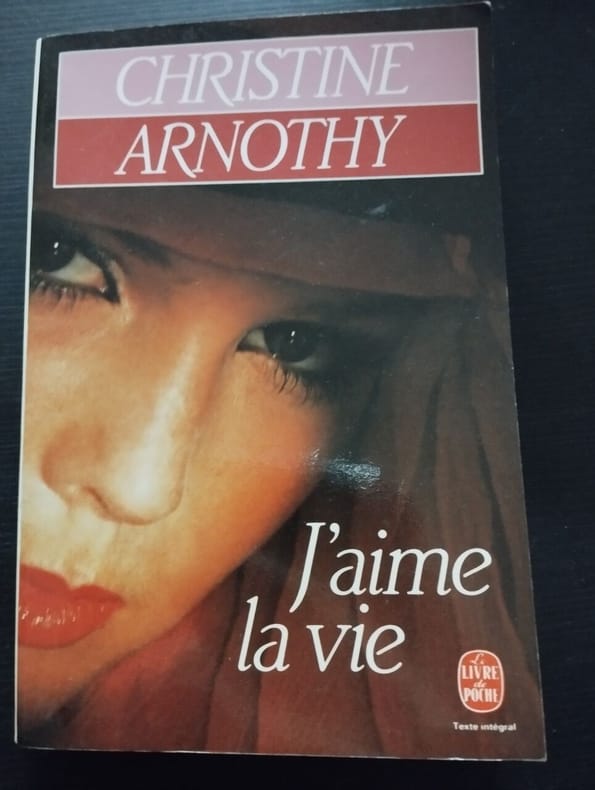 CHRISTINE
ARNOTHY
J'aime
la vie
Le
LIVRE
de
POCHE
Texte intégral